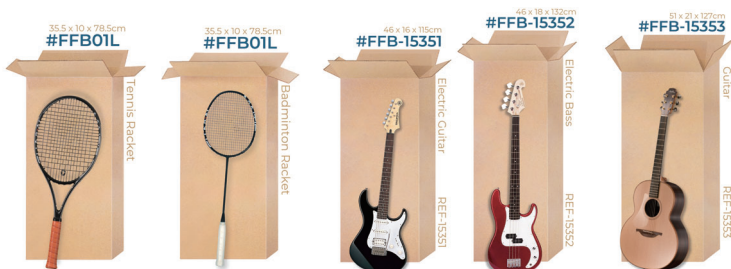 35.5 x 10 x 78.5cm
#FFB01L
Tennis Racket
35.5 x 10 x 78.5cm
#FFB01L
Badminton Racket
46 x 16 x 115cm
#FFB-15351
Electric Guitar
REF-15351
46 x 18 x 132cm
#FFB-15352
Electric Bass
REF-15352
51 x 21 x 127cm
#FFB-15353
Guitar
REF-15353